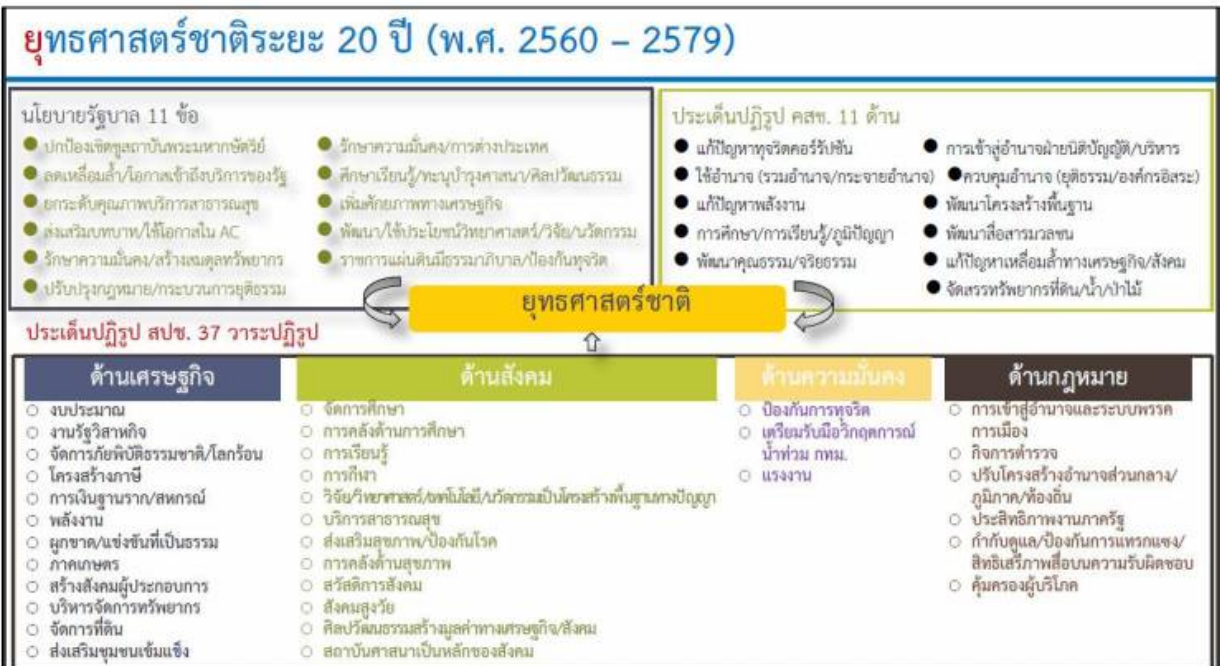 ยุทธศาสตร์ชาติระยะ 20 ปี (พ.ศ. 2560 – 2579)
นโยบายรัฐบาล 11 ข้อ
ปกป้องเชิดชูสถาบันพระมหากษัตริย์
ลดเหลื่อมล้ำ/โอกาสเข้าถึงบริการของรัฐ
ยกระดับคุณภาพบริการสาธารณสุข
ส่งเสริมบทบาท/ใช้โอกาสใน AC
รักษาความมั่นคง/สร้างสมดุลทรัพยากร
ปรับปรุงกฎหมาย/กระบวนการยุติธรรม
รักษาความมั่นคง/การต่างประเทศ
ศึกษาเรียนรู้/ทะนุบำรุงศาสนา/ศิลปวัฒนธรรม
เพิ่มศักยภาพทางเศรษฐกิจ
พัฒนา/ใช้ประโยชน์วิทยาศาสตร์/วิจัย/นวัตกรรม
ราชการแผ่นดินมีธรรมาภิบาล/ป้องกันทุจริต
ประเด็นปฏิรูป คสช. 11 ด้าน
แก้ปัญหาทุจริตคอร์รัปชัน
ใช้อำนาจ (รวมอำนาจ/กระจายอำนาจ)
แก้ปัญหาพลังงาน
การศึกษา/การเรียนรู้/ภูมิปัญญา
พัฒนาคุณธรรม/จริยธรรม
การเข้าสู่อำนาจฝ่ายนิติบัญญัติ/บริหาร
ควบคุมอำนาจ (ยุติธรรม/องค์กรอิสระ)
พัฒนาโครงสร้างพื้นฐาน
พัฒนาสื่อสารมวลชน
แก้ปัญหาเหลื่อมล้ำทางเศรษฐกิจ/สังคม
จัดสรรทรัพยากรที่ดิน/น้ำ/ป่าไม้
ยุทธศาสตร์ชาติ
ประเด็นปฏิรูป สปช. 37 วาระปฏิรูป
ด้านเศรษฐกิจ
งบประมาณ
งานรัฐวิสาหกิจ
จัดการภัยพิบัติธรรมชาติ/โลกร้อน
โครงสร้างภาษี
การเงินฐานราก/สหกรณ์
พลังงาน
ผูกขาด/แข่งขันที่เป็นธรรม
ภาคเกษตร
สร้างสังคมผู้ประกอบการ
บริหารจัดการทรัพยากร
จัดการที่ดิน
ส่งเสริมชุมชนเข้มแข็ง
ด้านสังคม
จัดการศึกษา
การคลังด้านการศึกษา
การเรียนรู้
การกีฬา
วิจัย/วิทยาศาสตร์/เทคโนโลยี/นวัตกรรมเป็นโครงสร้างพื้นฐานทางปัญญา
บริการสาธารณสุข
ส่งเสริมสุขภาพ/ป้องกันโรค
การคลังด้านสุขภาพ
สวัสดิการสังคม
สังคมสูงวัย
ศิลปวัฒนธรรมสร้างมูลค่าทางเศรษฐกิจ/สังคม
สถาบันศาสนาเป็นหลักของสังคม
ด้านความมั่นคง
ป้องกันการทุจริต
เตรียมรับมือวิกฤตการณ์
น้ำท่วม กทม.
แรงงาน
ด้านกฎหมาย
การเข้าสู่อำนาจและระบบพรรค
การเมือง
กิจการตำรวจ
ปรับโครงสร้างอำนาจส่วนกลาง/
ภูมิภาค/ท้องถิ่น
ประสิทธิภาพงานภาครัฐ
กำกับดูแล/ป้องกันการแทรกแซง/
สิทธิเสรีภาพสื่อบนความรับผิดชอบ
คุ้มครองผู้บริโภค